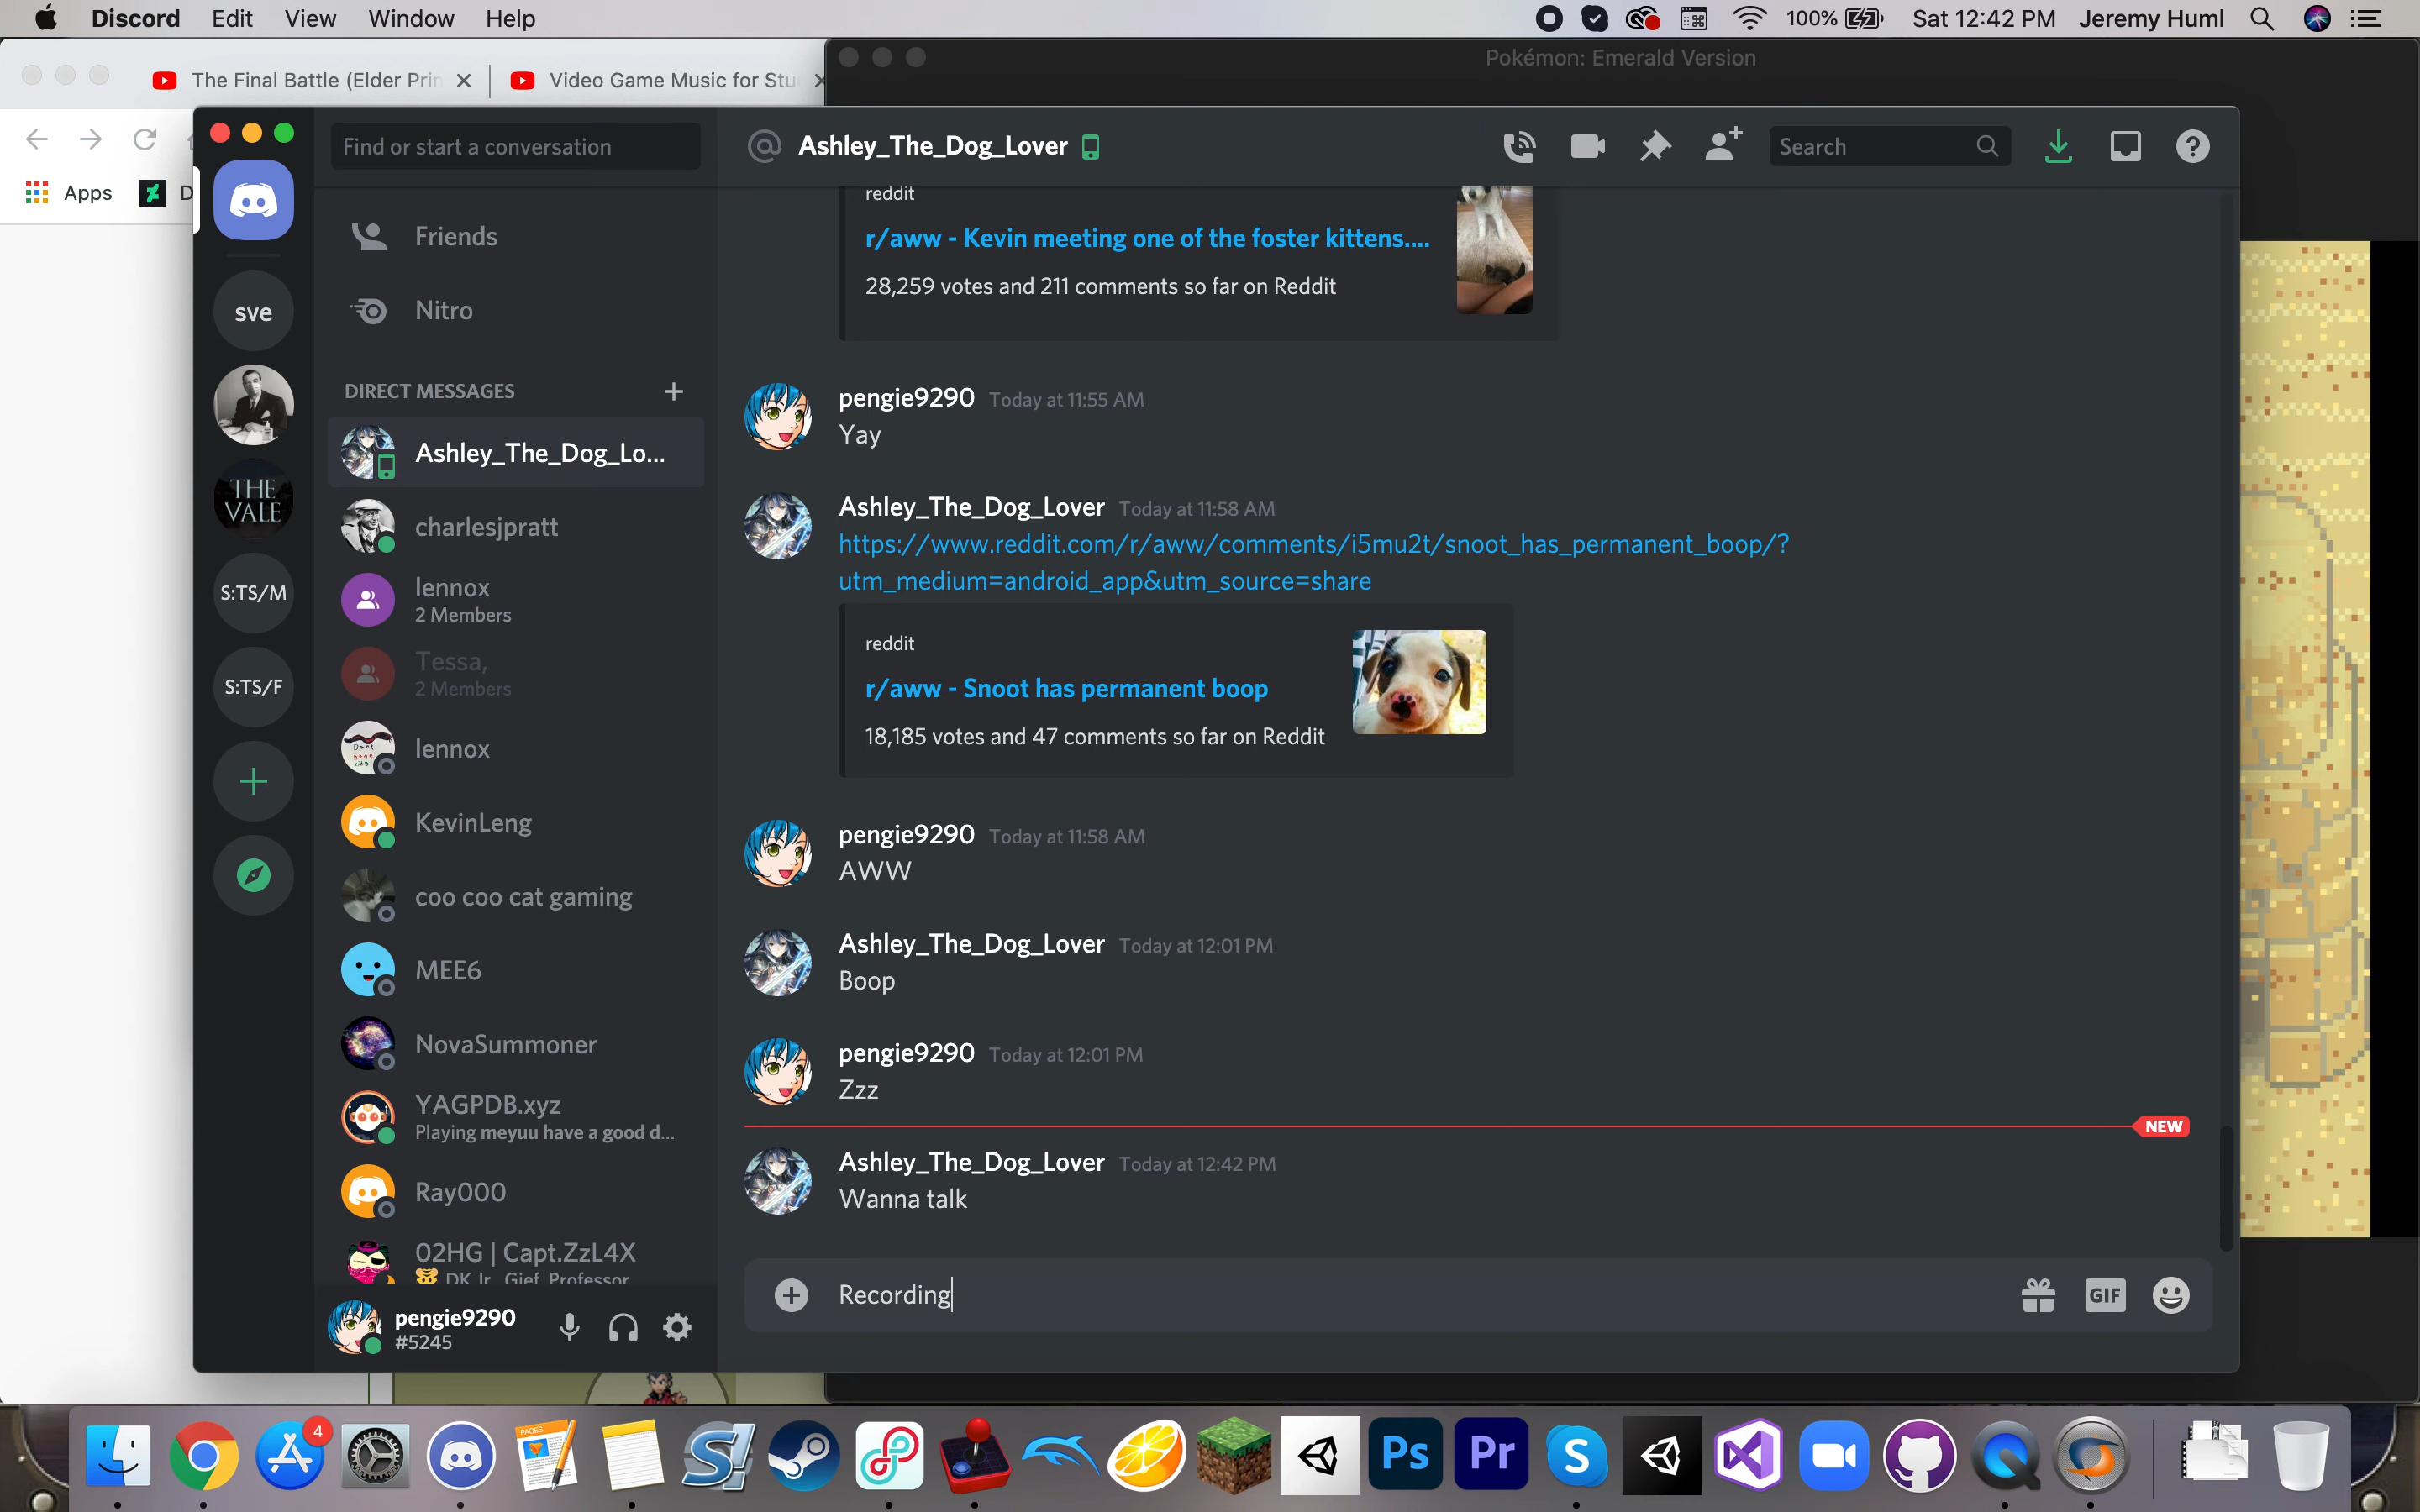 Discord Edit View Window Help
100% Sat 12:42 PM Jeremy Huml
The Final Battle (Elder Prin
Video Game Music for Stu
Pokémon: Emerald Version
Apps
D
Find or start a conversation
Friends
Nitro
DIRECT MESSAGES
sve
THE
VALE
S:TS/M
S:TS/F
Ashley_The_Dog_Lo...
charlesjpratt
lennox
2 Members
Tessa,
2 Members
lennox
KevinLeng
coo coo cat gaming
MEE6
NovaSummoner
YAGPDB.xyz
Playing meyuu have a good d...
Ray000
02HG | Capt.ZzL4X
DK Jr., Gief, Professor
pengie9290
#5245
Ashley_The_Dog_Lover
Search
reddit
r/aww - Kevin meeting one of the foster kittens....
28,259 votes and 211 comments so far on Reddit
pengie9290 Today at 11:55 AM
Yay
Ashley_The_Dog_Lover Today at 11:58 AM
https://www.reddit.com/r/aww/comments/i5mu2t/snoot_has_permanent_boop/?
utm_medium=android_app&utm_source=share
reddit
r/aww - Snoot has permanent boop
18,185 votes and 47 comments so far on Reddit
pengie9290 Today at 11:58 AM
AWW
Ashley_The_Dog_Lover Today at 12:01 PM
Boop
pengie9290 Today at 12:01 PM
Zzz
NEW
Ashley_The_Dog_Lover Today at 12:42 PM
Wanna talk
Recording
GIF
4
PAGES
Ps
Pr
S